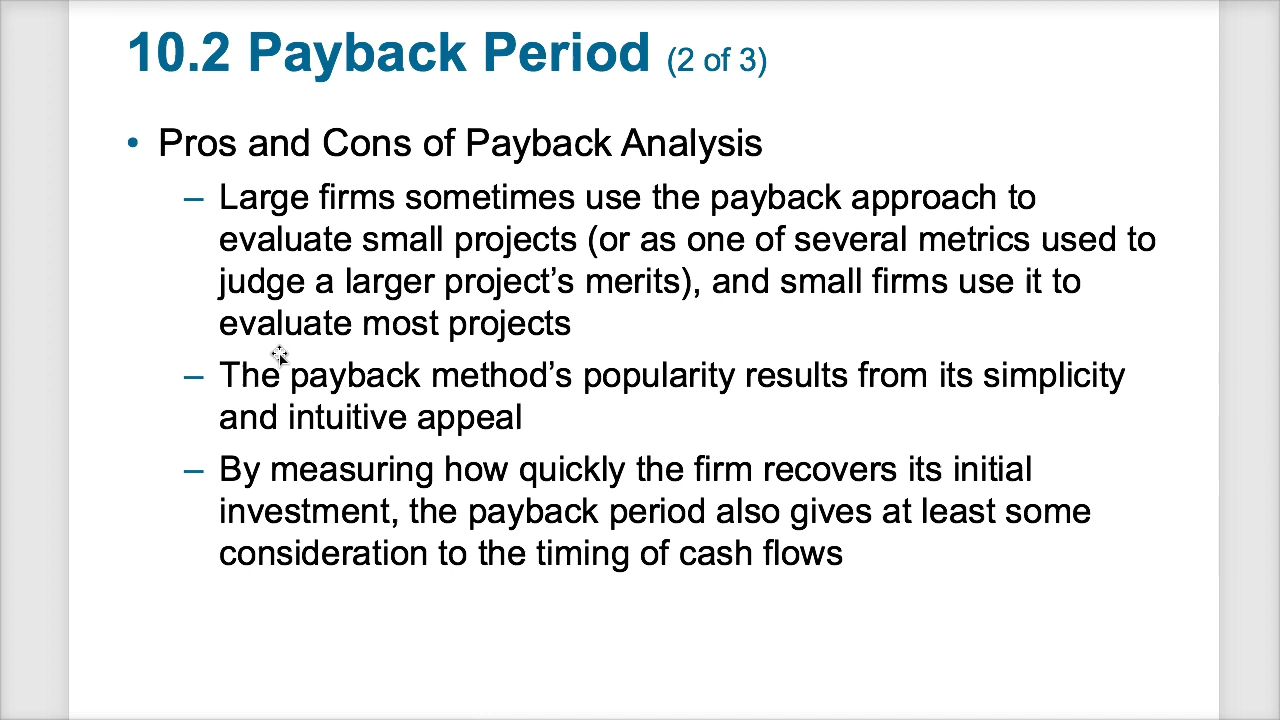 10.2 Payback Period (2 of 3)
• Pros and Cons of Payback Analysis
– Large firms sometimes use the payback approach to
evaluate small projects (or as one of several metrics used to
judge a larger project’s merits), and small firms use it to
evaluate most projects
– The payback method’s popularity results from its simplicity
and intuitive appeal
– By measuring how quickly the firm recovers its initial
investment, the payback period also gives at least some
consideration to the timing of cash flows